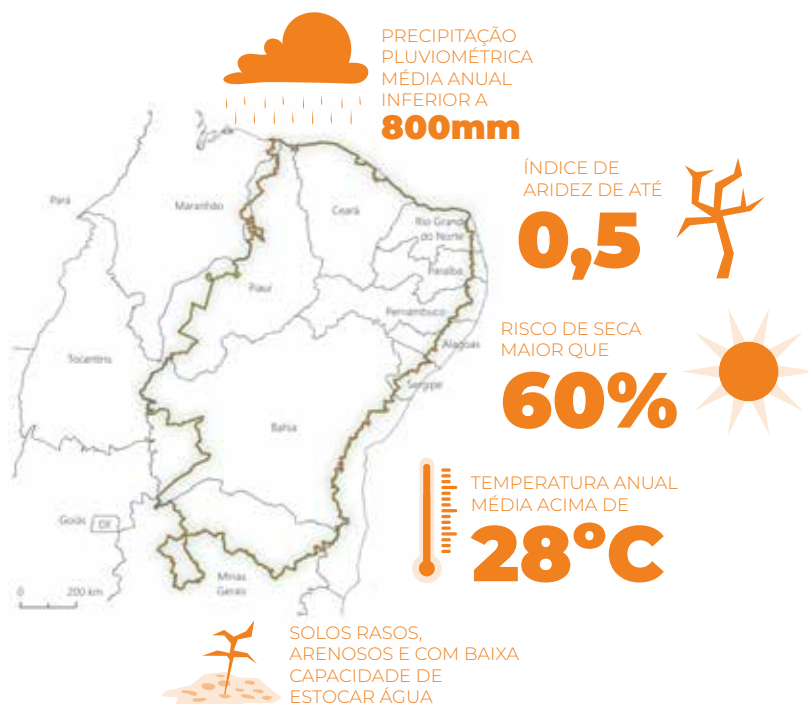 PRECIPITAÇÃO
PLUVIOMÉTRICA
MÉDIA ANUAL
INFERIOR A
800mm
ÍNDICE DE
ARIDEZ DE ATÉ
0,5
RISCO DE SECA
MAIOR QUE
60%
TEMPERATURA ANUAL
MÉDIA ACIMA DE
28°C
SOLOS RASOS,
ARENOSOS E COM BAIXA
CAPACIDADE DE
ESTOCAR ÁGUA
Pará
Maranhão
Ceará
Rio Grande
do Norte
Paraíba
Piauí
Pernambuco
Alagoas
Sergipe
Tocantins
Bahia
Goiás
DF
Minas
Gerais
0 200 km